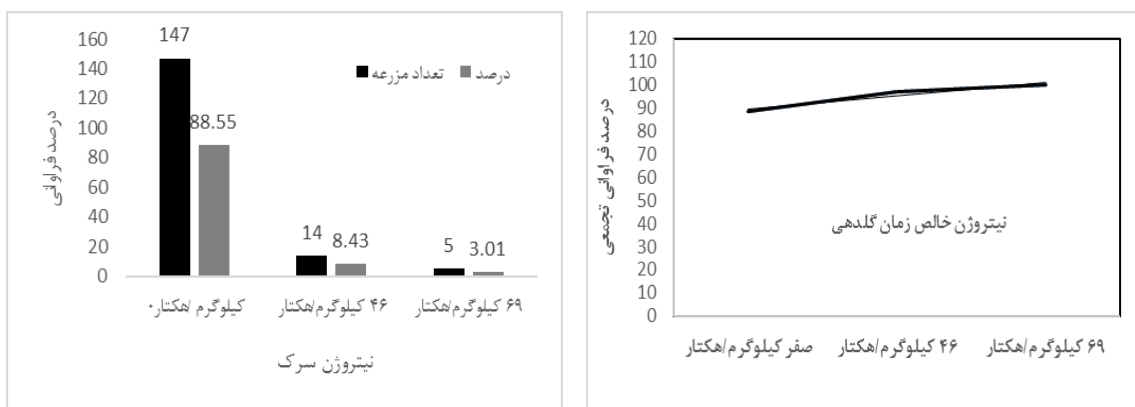 160
140
120
100
80
60
40
20
0
درصد فراوانی
147
88.55
14
8.43
5
3.01
تعداد مزرعه
درصد
۰کیلوگرم /هکتار
۴۶ کیلوگرم/هکتار
۶۹ کیلوگرم/هکتار
نیتروژن سرک
120
110
100
90
80
70
60
50
40
30
20
10
0
درصد فراوانی تجمعی
نیتروژن خالص زمان گلدهی
صفر کیلوگرم/هکتار
۴۶ کیلوگرم/هکتار
۶۹ کیلوگرم/هکتار